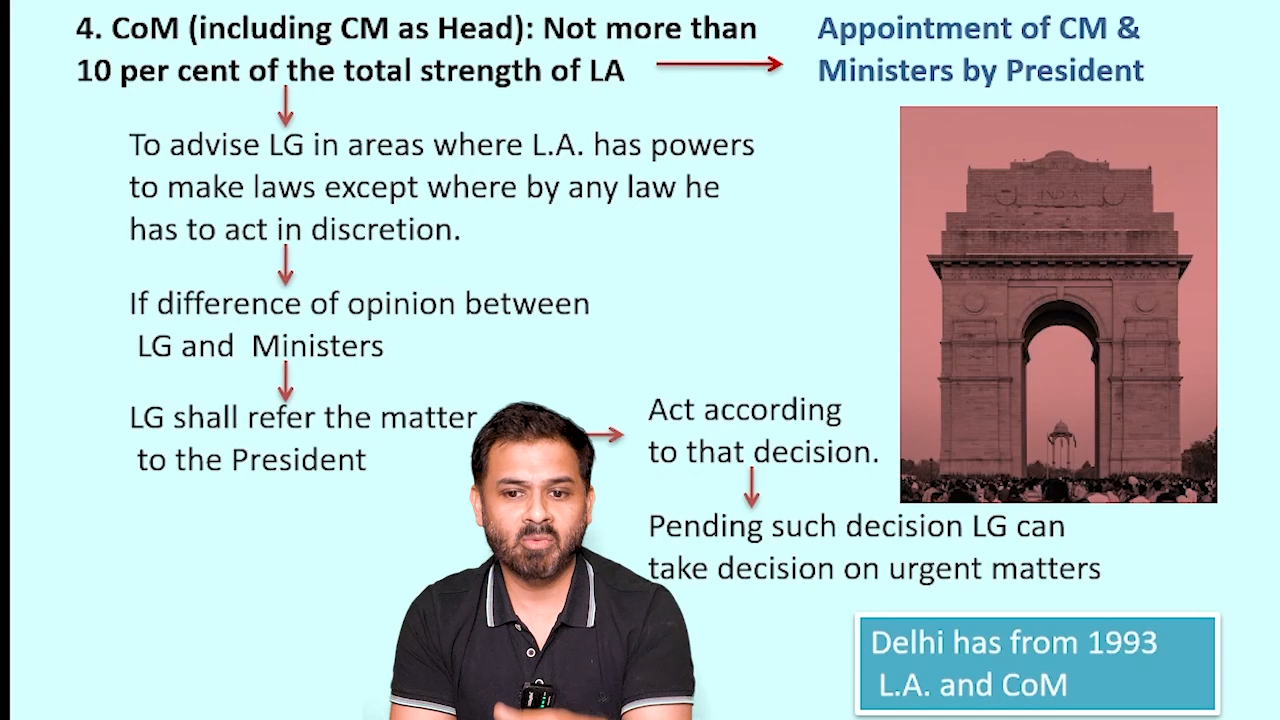 4. CoM (including CM as Head): Not more than
10 per cent of the total strength of LA
Appointment of CM &
Ministers by President
To advise LG in areas where L.A. has powers
to make laws except where by any law he
has to act in discretion.
If difference of opinion between
LG and Ministers
LG shall refer the matter
to the President
Act according
to that decision.
Pending such decision LG can
take decision on urgent matters
INDIA
Delhi has from 1993
L.A. and CoM